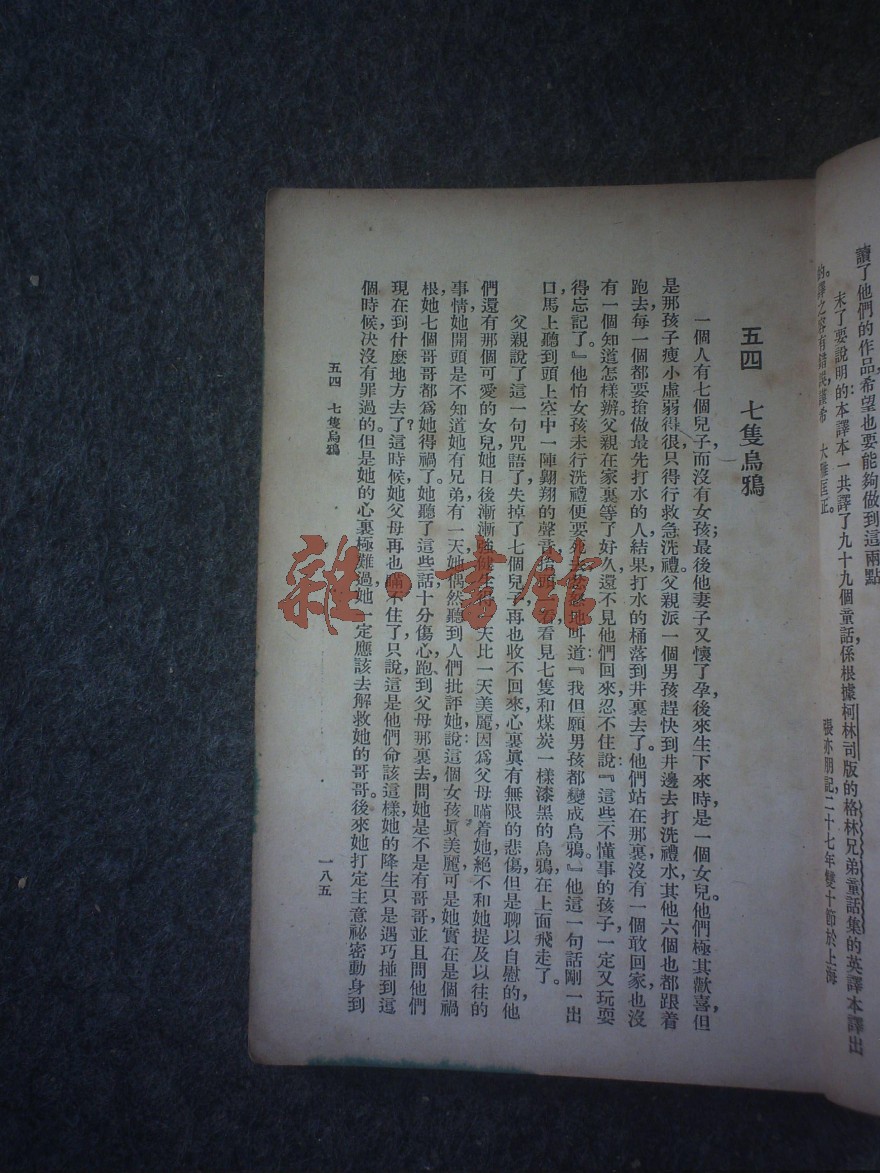 讀了他們的作品，希望也要能夠做到這兩點
末了要說明的：本譯本一共譯了九十九個童話，係根據柯林司版的格林兄弟童話集的英譯本譯出
的。譯之容有錯誤，謹希 大雅匡正。
張亦朋記，二十七年雙十節於上海
五四 七隻烏鴉
一個人有七個兒子，而沒有女孩；最後他妻子又懷了孕，後來生下來時是一個女兒。他們極其歡喜，但
是那孩子瘦小虛弱得很，只得行救急洗禮。父親派一個男孩趕快到井邊去打洗禮水，其他六個也都跟着
跑去，每一個都要搶做最先打水的人，結果打水的桶落到井裏去了。他們站在那裏，沒有一個敢回家，也沒
有一個知道怎樣辦。父親在家裏等了好久，還不見他們回來，忍不住說：『這些不懂事的孩子，一定又玩耍
得忘記了。』他怕女孩未行洗禮便要死去，忿怒地叫道：『我但願男孩都變成烏鴉。』他這一句話剛一出
口，馬上聽到頭上空中一陣翱翔的聲音，抬頭一看，看見七隻和煤炭一樣漆黑的烏鴉在上面飛走了。
父親說了這一句咒語了，失掉了七個兒子，再也收不回來，心裏眞有無限的悲傷，但是聊以自慰的，他
們還有那個可愛的女兒，她日後漸漸強健，生得一天比一天美麗。因爲父母瞞着她，絕不和她提及以往的
事情，她開頭是不知道她有兄弟，有一天，她偶然聽到人們批評她說：這個女孩眞美麗，可是她實在是個禍
根，她七個哥哥都爲她得禍了。她聽了這些話，十分傷心，跑到父母那裏去，問她是不是有哥哥，並且問他們
現在到什麼地方去了？這時候，她父母再也瞞不住了，只說這是他們命該這樣，她的降生只是遇巧撞到這
個時候，決沒有罪過的。但是她的心裏極難過，她一定應該去解救她的哥哥。後來她打定主意，祕密動身到
五四 七隻烏鴉
一八五
雜·書館